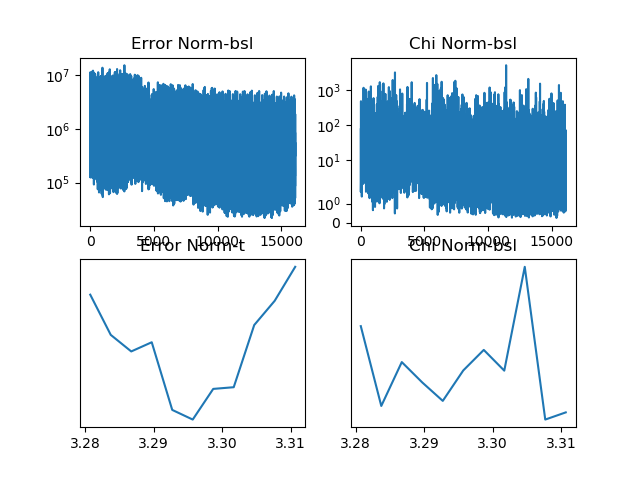 Error Norm-bsl
Chi Norm-bsl
10^7
10^6
10^5
10^3
10^2
10^1
10^0
0
0 5000 10000 15000
0 5000 10000 15000
Error Norm-t
Chi Norm-bsl
3.28 3.29 3.30 3.31
3.28 3.29 3.30 3.31